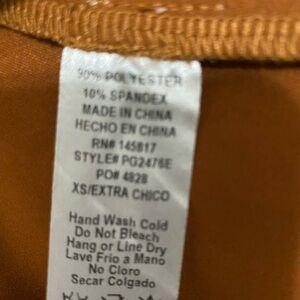 90% POLYESTER
10% SPANDEX
MADE IN CHINA
HECHO EN CHINA
RN# 145817
STYLE# PG2476E
PO# 4828
XS/EXTRA CHICO
Hand Wash Cold
Do Not Bleach
Hang or Line Dry
Lave Frio a Mano
No Cloro
Secar Colgado